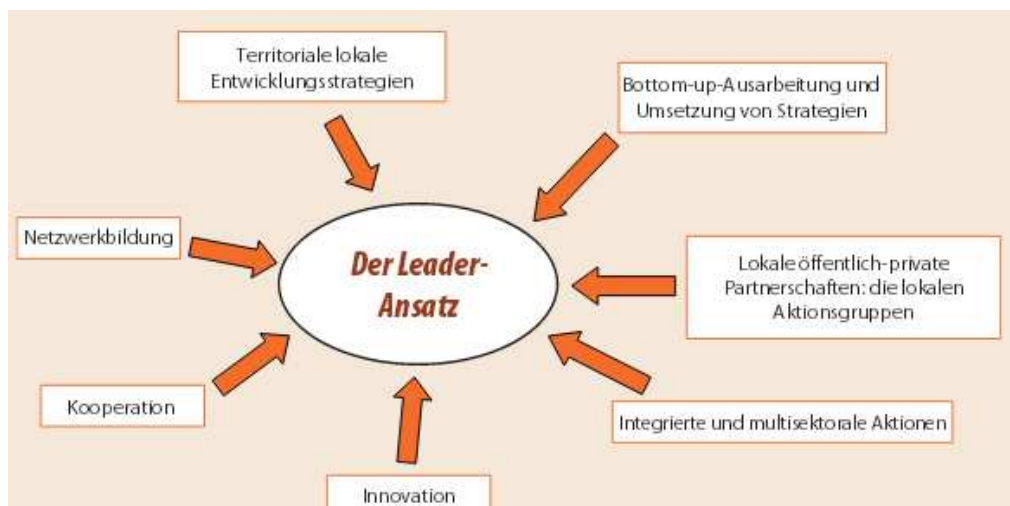 Territoriale lokale
Entwicklungsstrategien
Bottom-up-Ausarbeitung und
Umsetzung von Strategien
Netzwerkbildung
Der Leader-
Ansatz
Lokale öffentlich-private
Partnerschaften: die lokalen
Aktionsgruppen
Kooperation
Integrierte und multisektorale Aktionen
Innovation